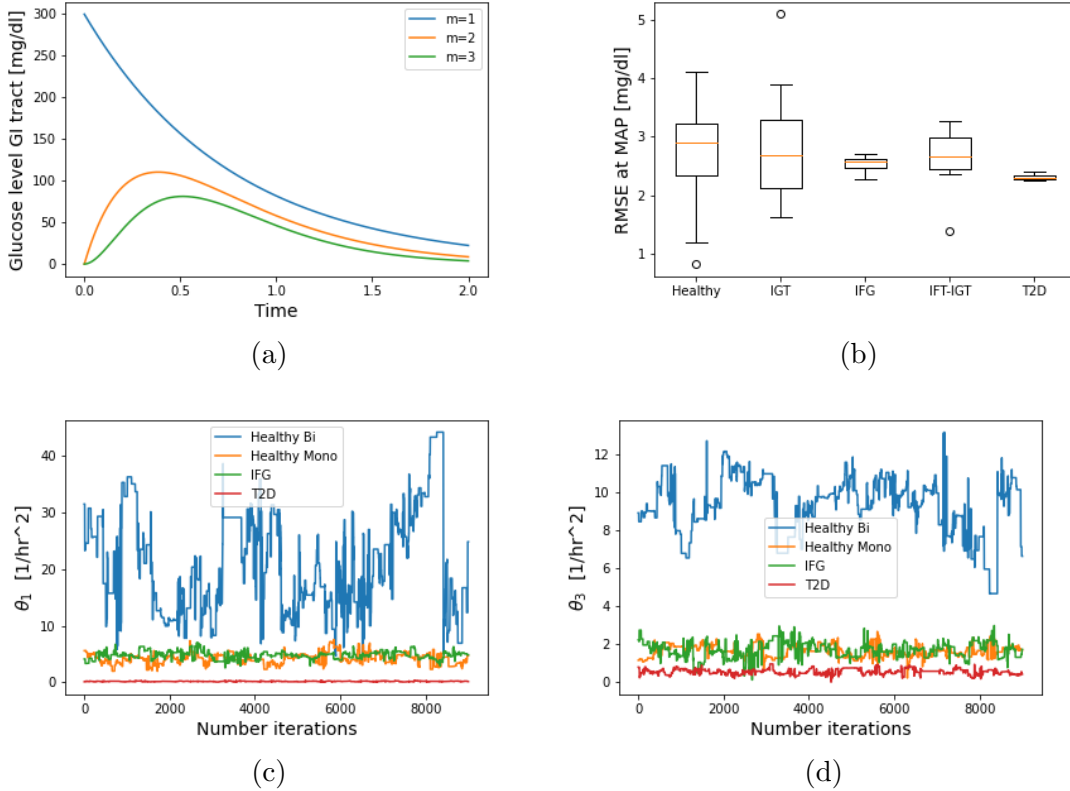 300
250
200
150
100
50
0
Glucose level GI tract [mg/dl]
m=1
m=2
m=3
0.0 0.5 1.0 1.5 2.0
Time
(a)
5
4
3
2
1
RMSE at MAP [mg/dl]
Healthy IGT IFG IFT-IGT T2D
(b)
40
30
20
10
0
θ1 [1/hr^2]
Healthy Bi
Healthy Mono
IFG
T2D
0 2000 4000 6000 8000
Number iterations
(c)
12
10
8
6
4
2
0
θ3 [1/hr^2]
Healthy Bi
Healthy Mono
IFG
T2D
0 2000 4000 6000 8000
Number iterations
(d)